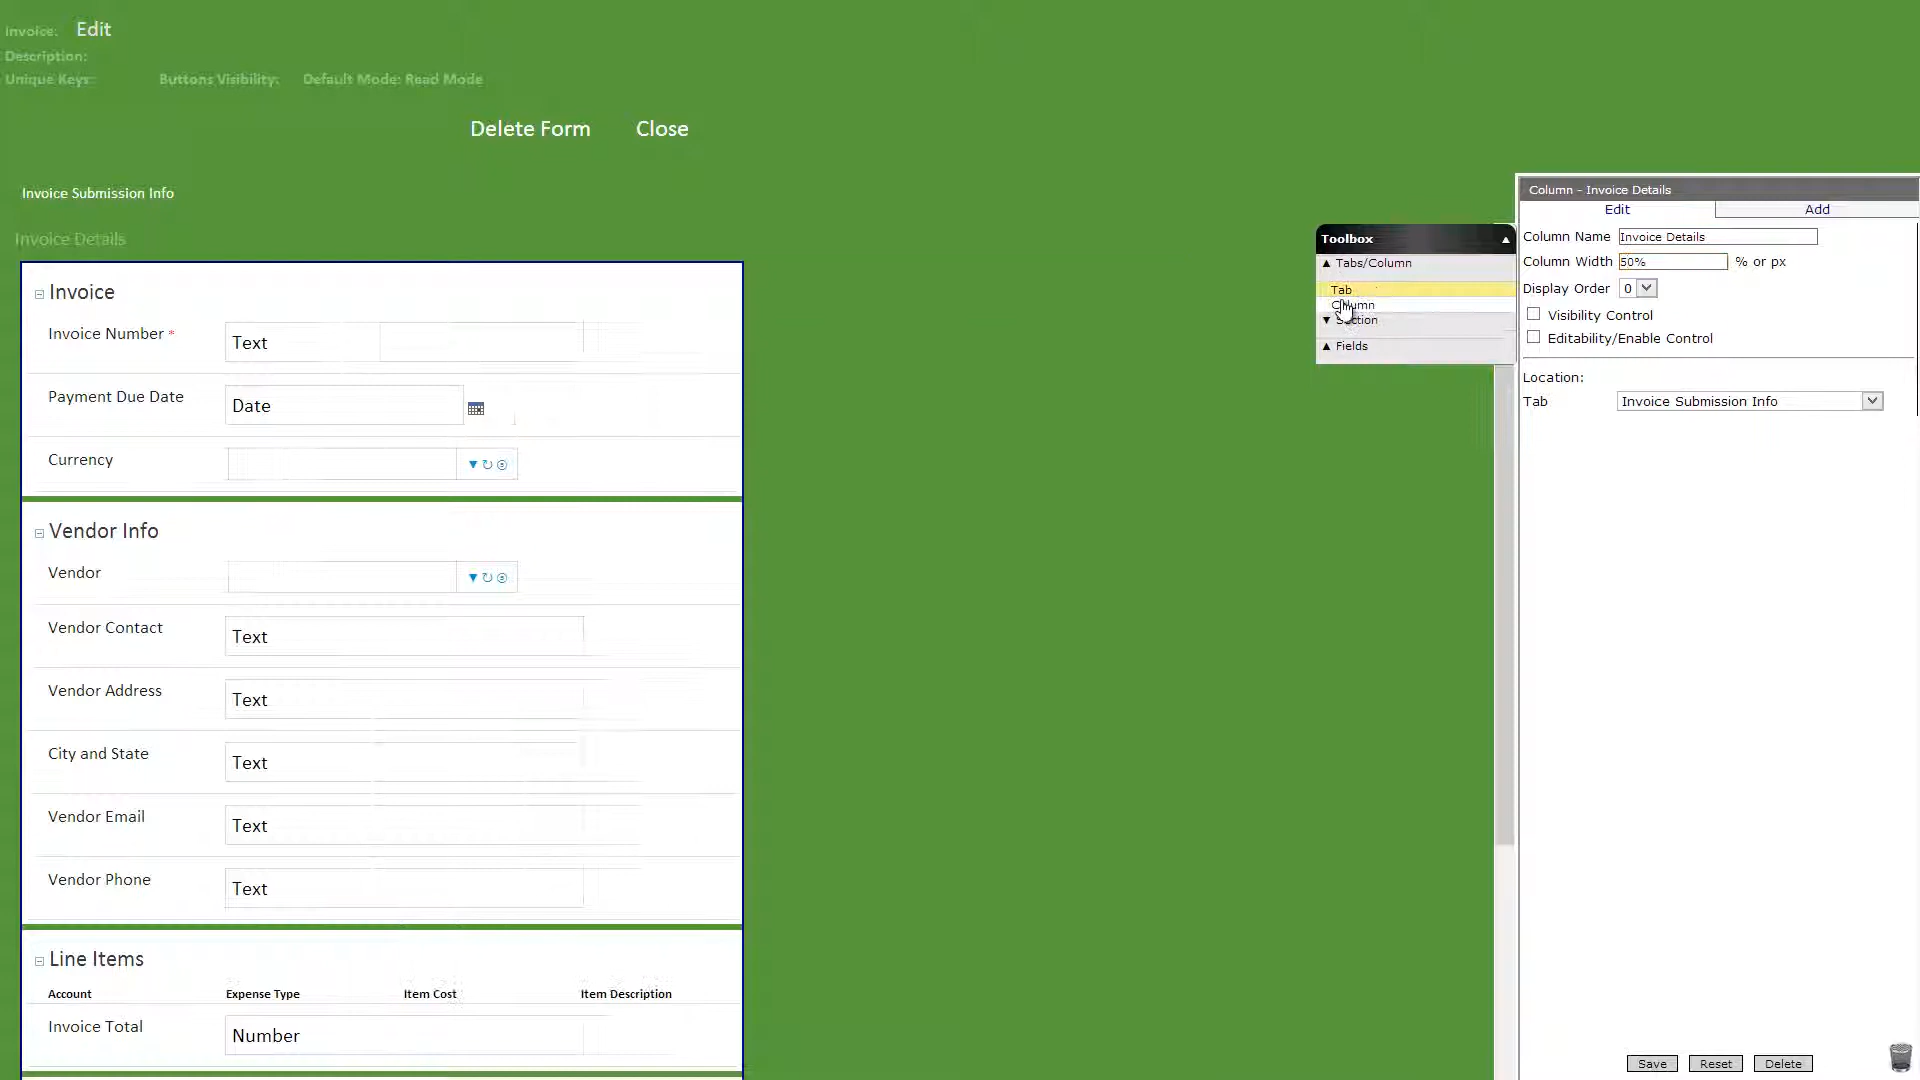 Invoice: Edit
Description:
Unique Keys: Buttons Visibility: Default Mode: Read Mode
Delete Form Close
Invoice Submission Info
Invoice Details
Invoice
Invoice Number *
Text
Payment Due Date
Date
Currency
Vendor Info
Vendor
Vendor Contact
Text
Vendor Address
Text
City and State
Text
Vendor Email
Text
Vendor Phone
Text
Line Items
Account Expense Type Item Cost Item Description
Invoice Total
Number
Toolbox
Tabs/Column
Tab
Column
Section
Fields
Column - Invoice Details
Edit Add
Column Name Invoice Details
Column Width 50% % or px
Display Order 0
Visibility Control
Editability/Enable Control
Location:
Tab Invoice Submission Info
Save Reset Delete